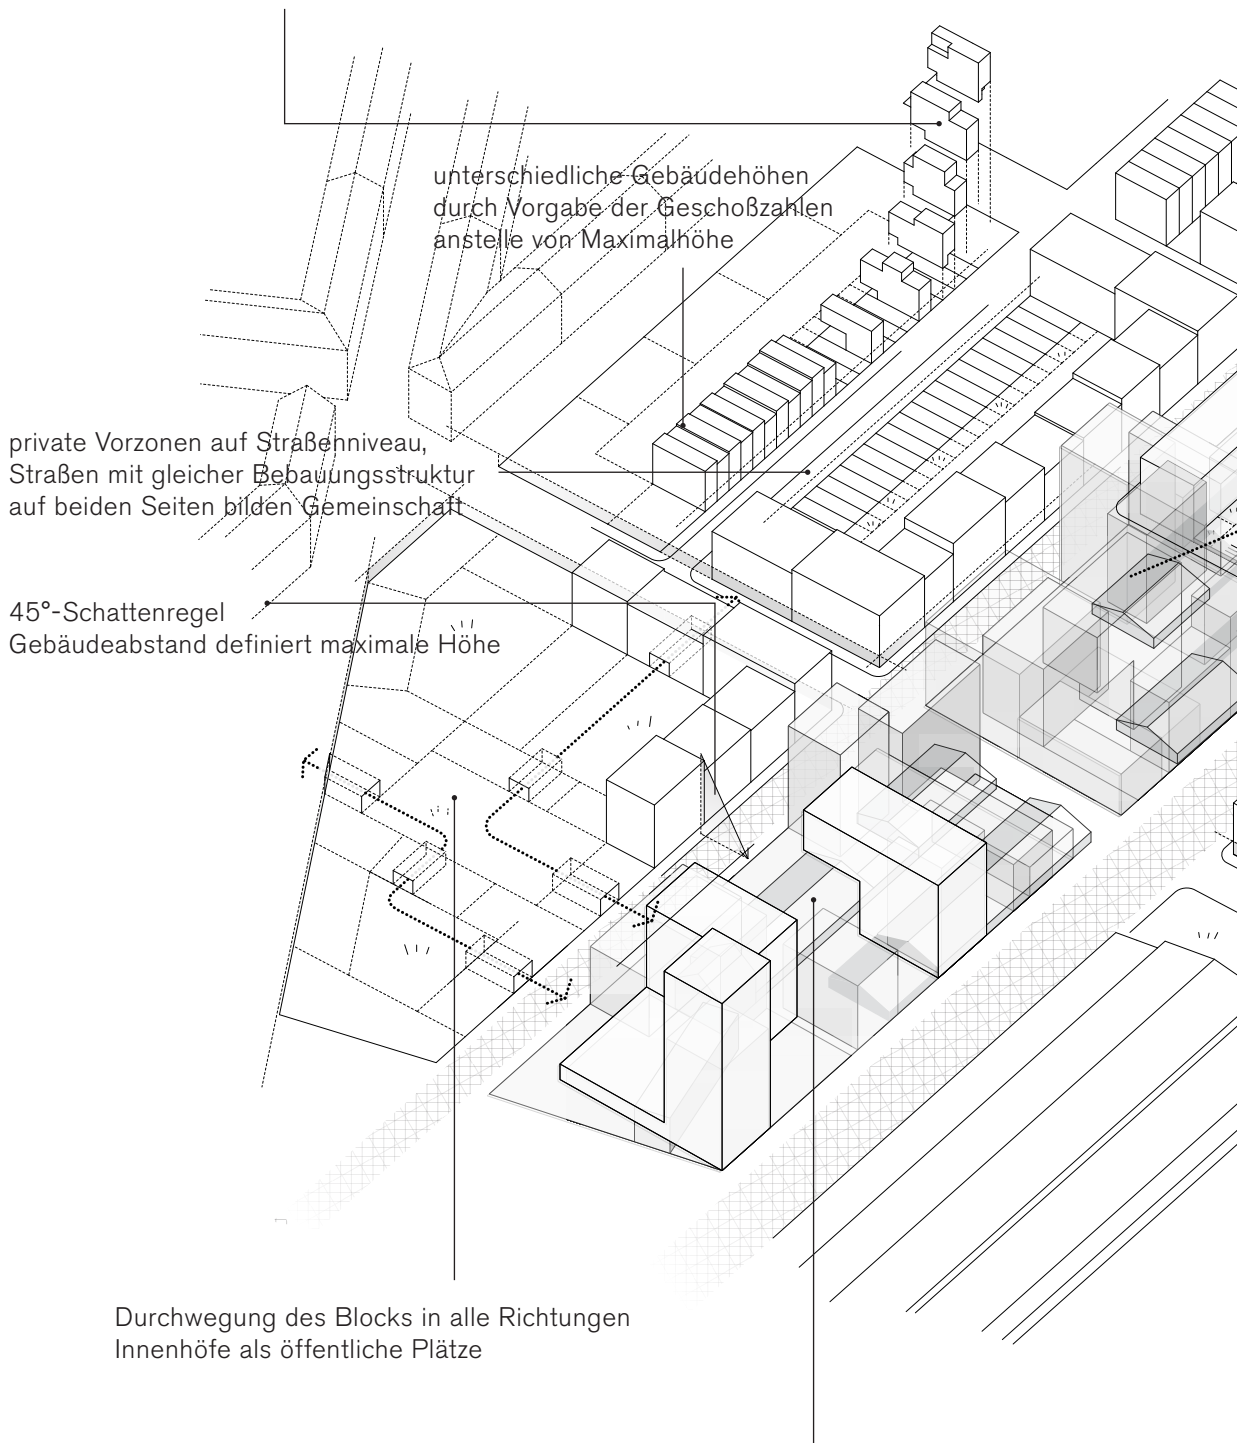 unterschiedliche Gebäudehöhen
durch Vorgabe der Geschoßzahlen
anstelle von Maximalhöhe
private Vorzonen auf Straßenniveau,
Straßen mit gleicher Bebauungsstruktur
auf beiden Seiten bilden Gemeinschaft
45°-Schattenregel
Gebäudeabstand definiert maximale Höhe
Durchwegung des Blocks in alle Richtungen
Innenhöfe als öffentliche Plätze